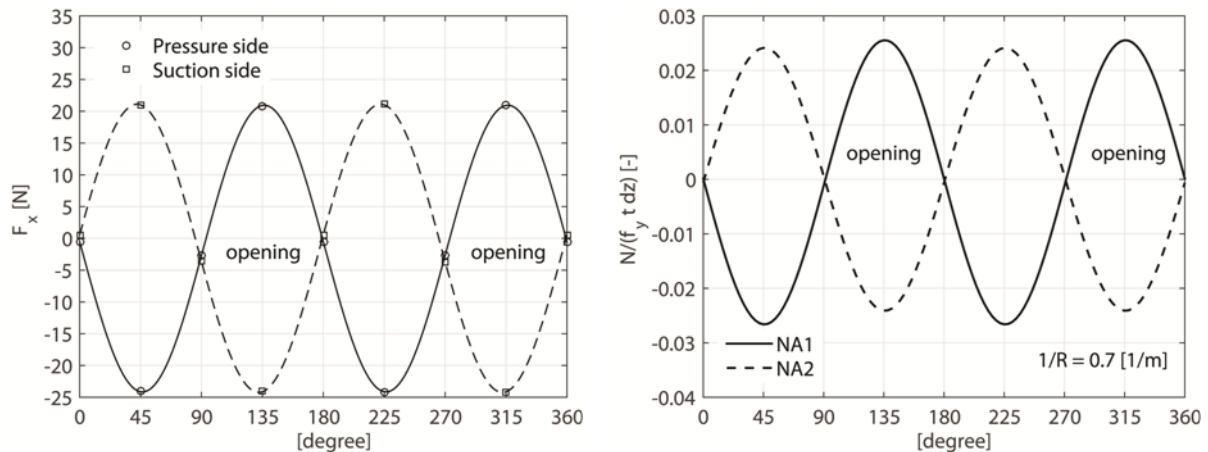 35
30
25
20
15
10
5
0
-5
-10
-15
-20
-25
F_x [N]
Pressure side
Suction side
opening
opening
0 45 90 135 180 225 270 315 360
[degree]
0.03
0.02
0.01
0
-0.01
-0.02
-0.03
-0.04
N/(f_y t dz) [-]
opening
opening
NA1
NA2
1/R = 0.7 [1/m]
0 45 90 135 180 225 270 315 360
[degree]